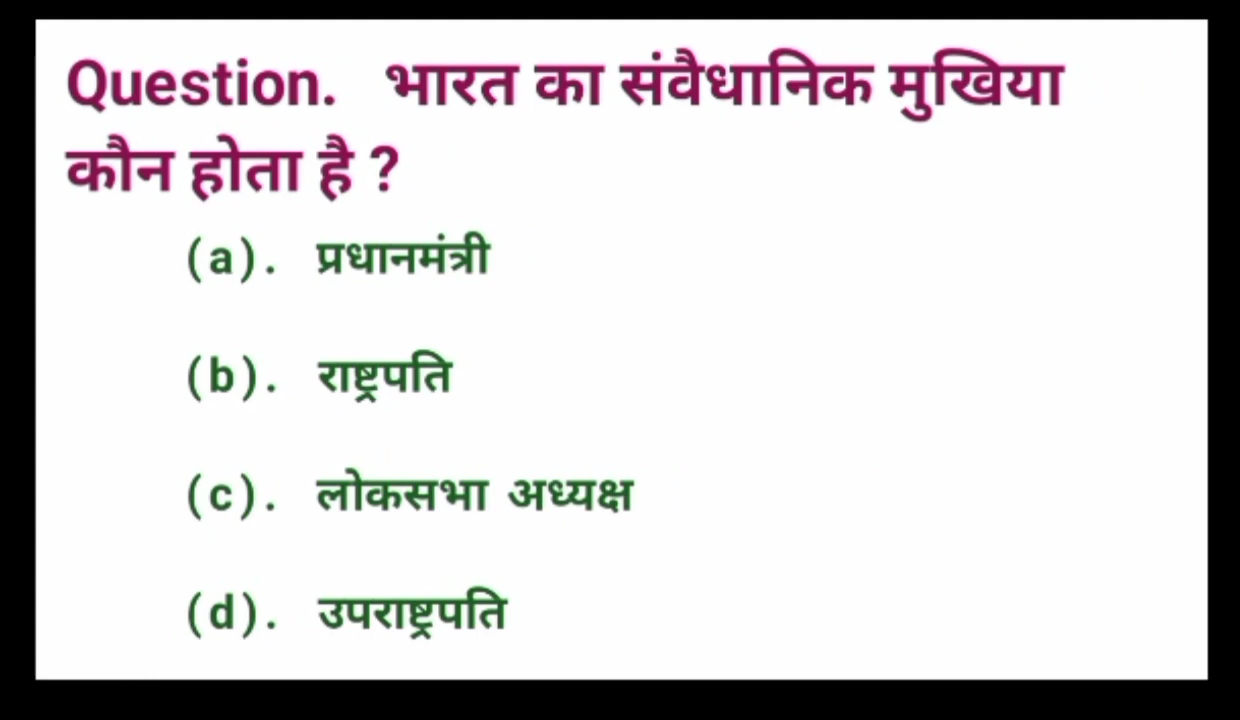 Question. भारत का संवैधानिक मुखिया
कौन होता है ?
(a). प्रधानमंत्री
(b). राष्ट्रपति
(c). लोकसभा अध्यक्ष
(d). उपराष्ट्रपति